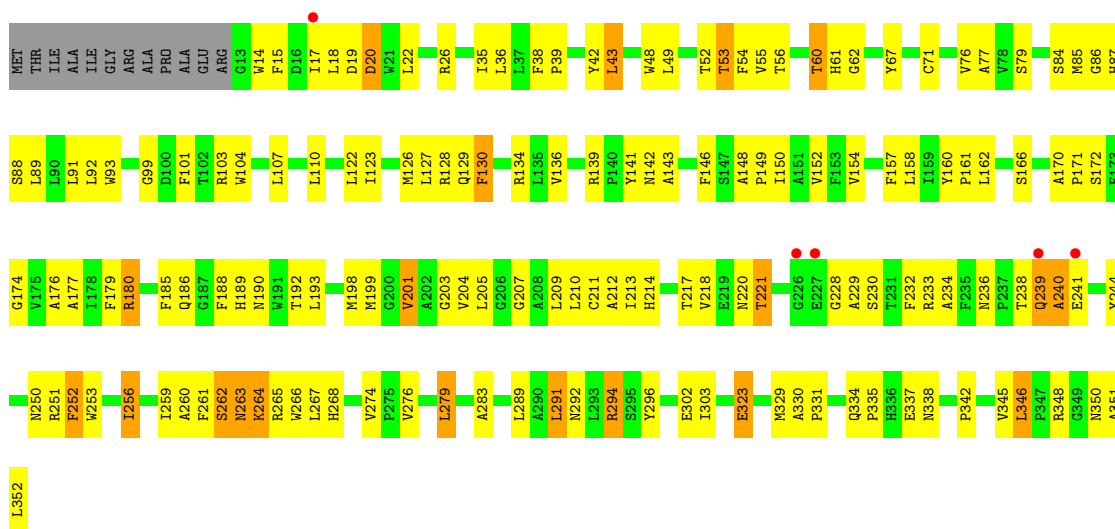 MET THR ILE ALA ILE GLY ARG ALA PRO ALA GLU ARG G13 W14 F15 D16 I17 L18 D19 D20 W21 L22 R26 I35 L36 L37 F38 P39 Y42 L43 W48 L49 T52 T53 F54 V55 T56 T60 H61 G62 Y67 C71 V76 A77 V78 S79 S84 M85 G86 H87
S88 L89 L90 L91 L92 W93 G99 D100 F101 T102 R103 W104 L107 L110 L122 I123 M126 L127 R128 Q129 F130 R134 L135 V136 R139 P140 Y141 N142 A143 F146 S147 A148 P149 I150 A151 V152 F153 V154 F157 L158 I159 Y160 P161 L162 S166 A170 P171 S172
G174 V175 A176 A177 I178 F179 R180 F185 Q186 G187 F188 H189 N190 W191 T192 L193 M198 M199 G200 V201 A202 G203 V204 L205 G206 G207 A208 L209 L210 C211 A212 I213 H214 T217 V218 E219 N220 T221 G226 E227 G228 A229 S230 T231 F232 R233 A234 F235 N236 P237 T238 Q239 A240 E241 Y244
N250 R251 F252 W253 I256 I259 A260 F261 S262 N263 K264 R265 W266 L267 H268 V274 P275 V276 L279 A283 L289 A290 L291 N292 L293 R294 S295 Y296 E302 I303 E323 M329 A330 P331 Q334 P335 H336 E337 N338 P342 V345 L346 P347 R348 G349 N350 A351
L352